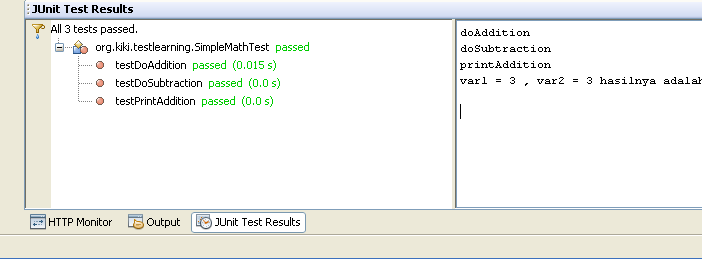 JUnit Test Results
All 3 tests passed.
org.kiki.testlearning.SimpleMathTest passed
testDoAddition passed (0.015 s)
testDoSubtraction passed (0.0 s)
testPrintAddition passed (0.0 s)
doAddition
doSubtraction
printAddition
var1 = 3 , var2 = 3 hasilnya adalah
HTTP Monitor
Output
JUnit Test Results